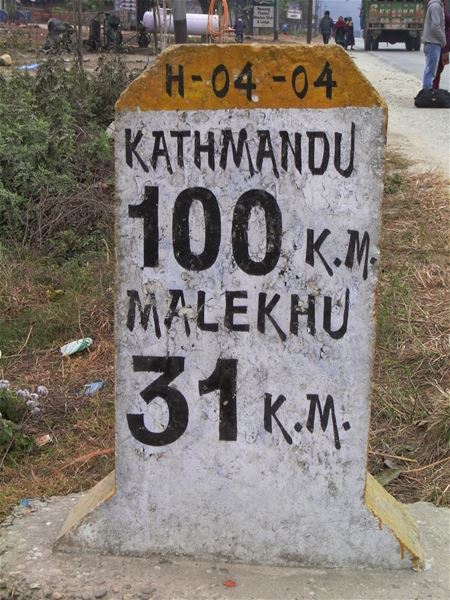 H-04-04
KATHMANDU
100 K.M.
MALEKHU
31 K.M.